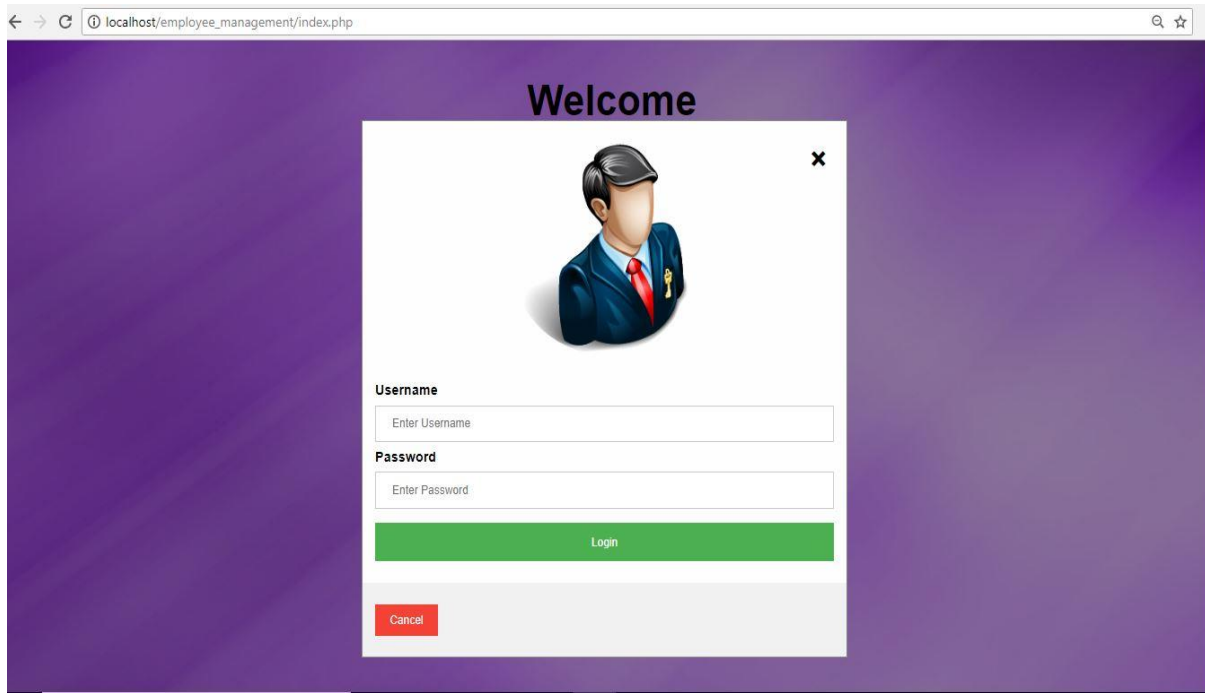 localhost/employee_management/index.php
Welcome
Username
Enter Username
Password
Enter Password
Login
Cancel